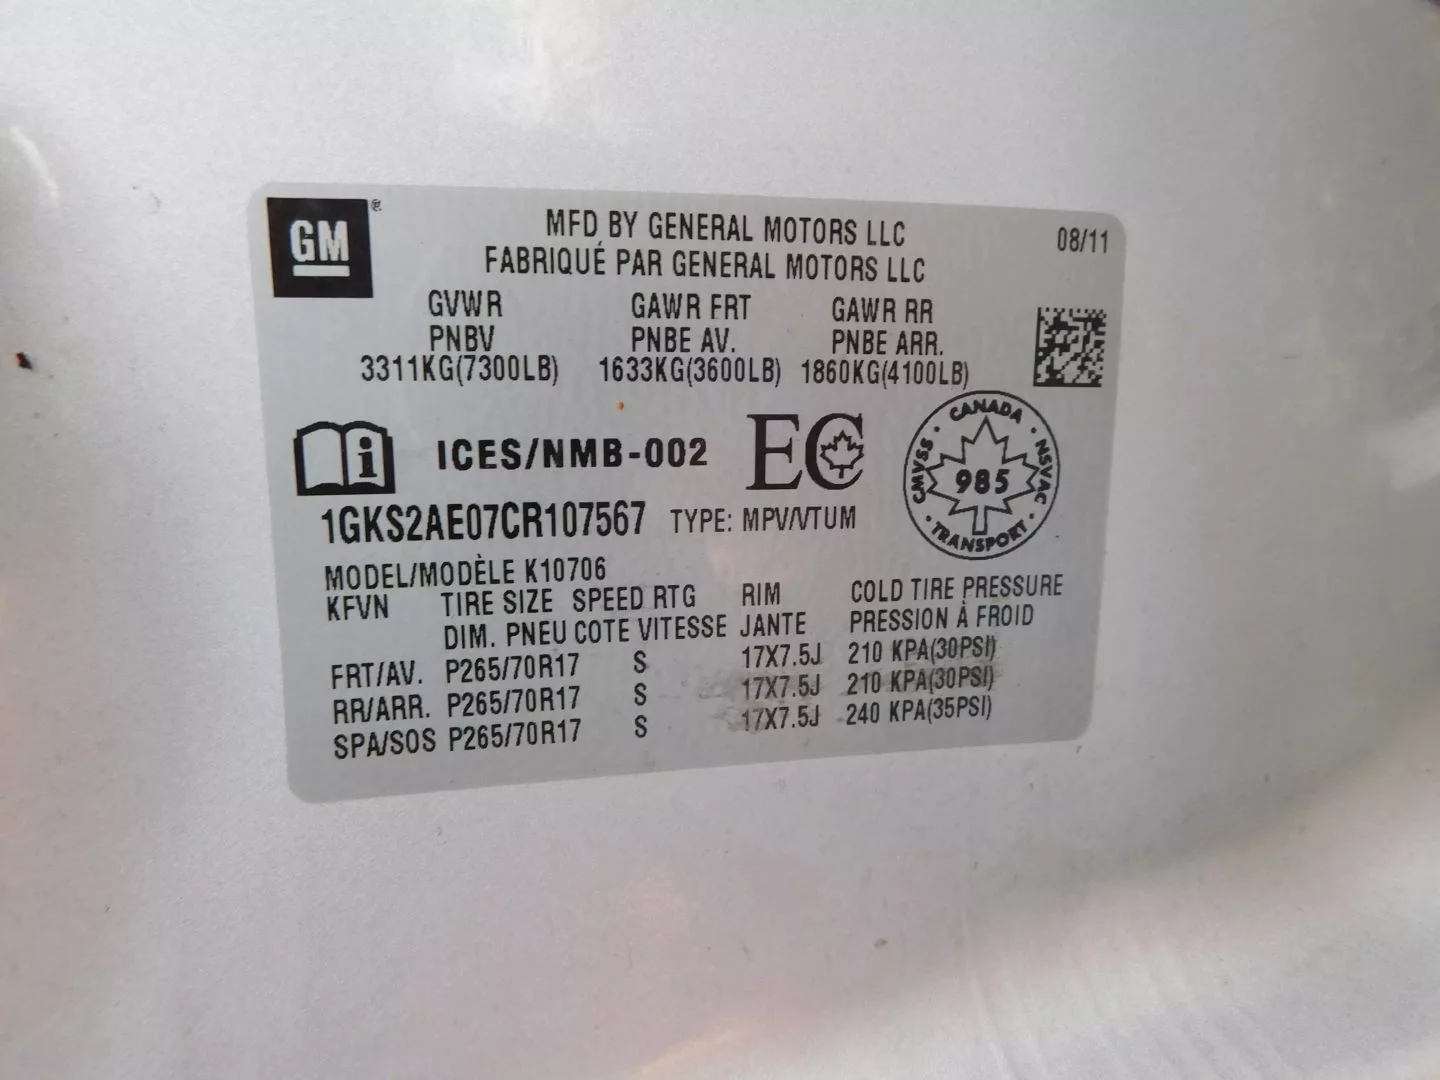 GM®
MFD BY GENERAL MOTORS LLC
08/11
FABRIQUÉ PAR GENERAL MOTORS LLC
GVWR GAWR FRT GAWR RR
PNBV PNBE AV. PNBE ARR.
3311KG(7300LB) 1633KG(3600LB) 1860KG(4100LB)
i ICES/NMB-002 EC
CANADA
CMVSS · NSVAC
985
TRANSPORT
1GKS2AE07CR107567 TYPE: MPV/VTUM
MODEL/MODÈLE K10706
KFVN TIRE SIZE SPEED RTG RIM COLD TIRE PRESSURE
DIM. PNEU COTE VITESSE JANTE PRESSION À FROID
FRT/AV. P265/70R17 S 17X7.5J 210 KPA(30PSI)
RR/ARR. P265/70R17 S 17X7.5J 210 KPA(30PSI)
SPA/SOS P265/70R17 S 17X7.5J 240 KPA(35PSI)